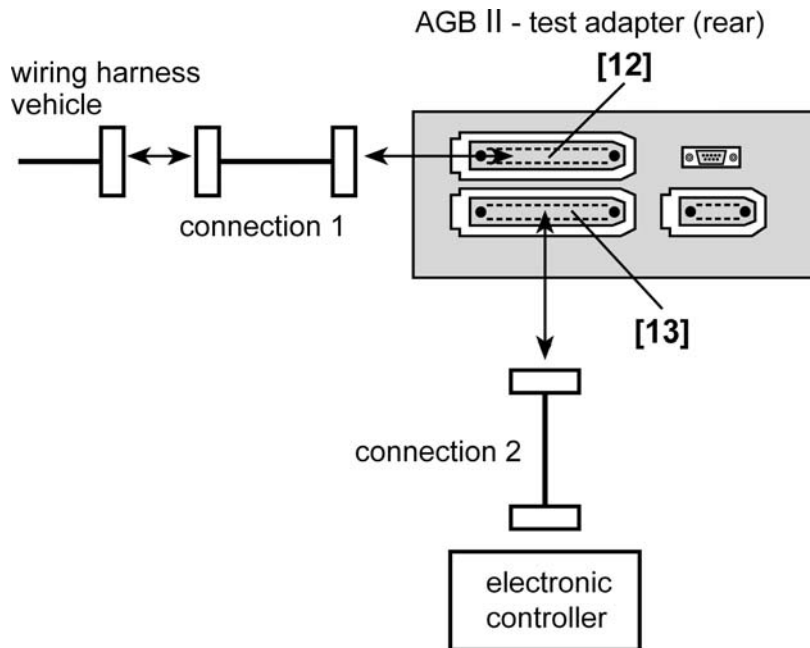 AGB II - test adapter (rear)
[12]
wiring harness
vehicle
connection 1
[13]
connection 2
electronic
controller